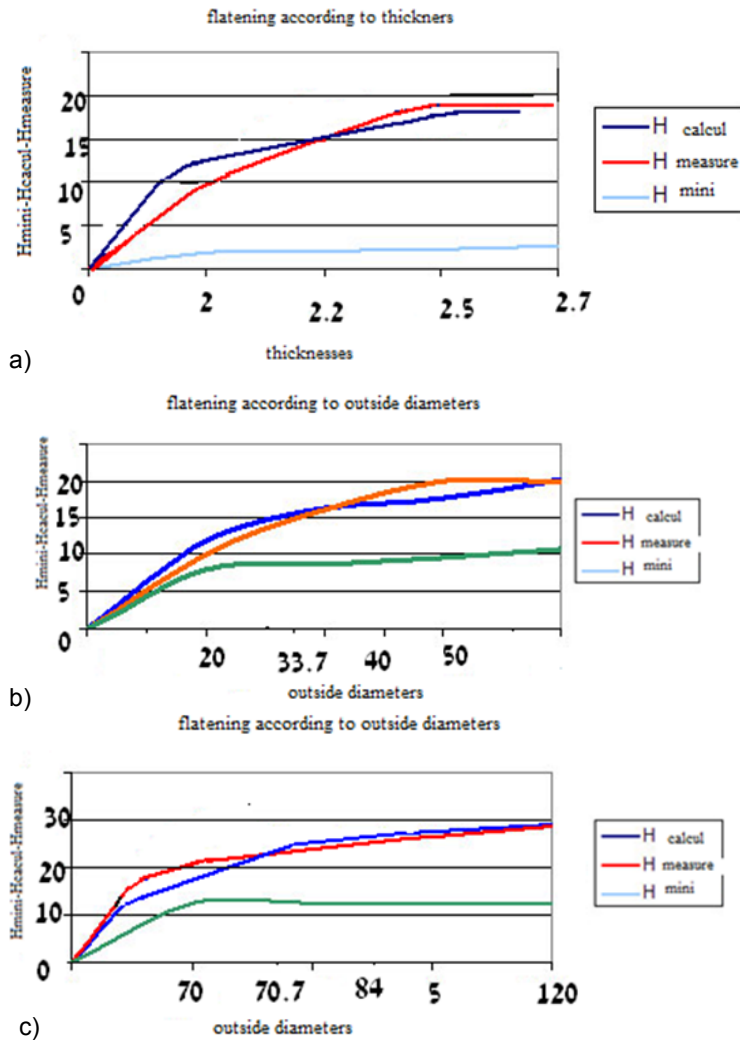 flatening according to thickners
Hmini-Hcacul-Hmeasure
20
15
10
5
0
2
2.2
2.5
2.7
thicknesses
H calcul
H measure
H mini
a)
flatening according to outside diameters
Hmini-Hcacul-Hmeasure
20
15
10
5
0
20
33.7
40
50
outside diameters
H calcul
H measure
H mini
b)
flatening according to outside diameters
Hmini-Hcacul-Hmeasure
30
20
10
0
70
70.7
84
5
120
outside diameters
H calcul
H measure
H mini
c)